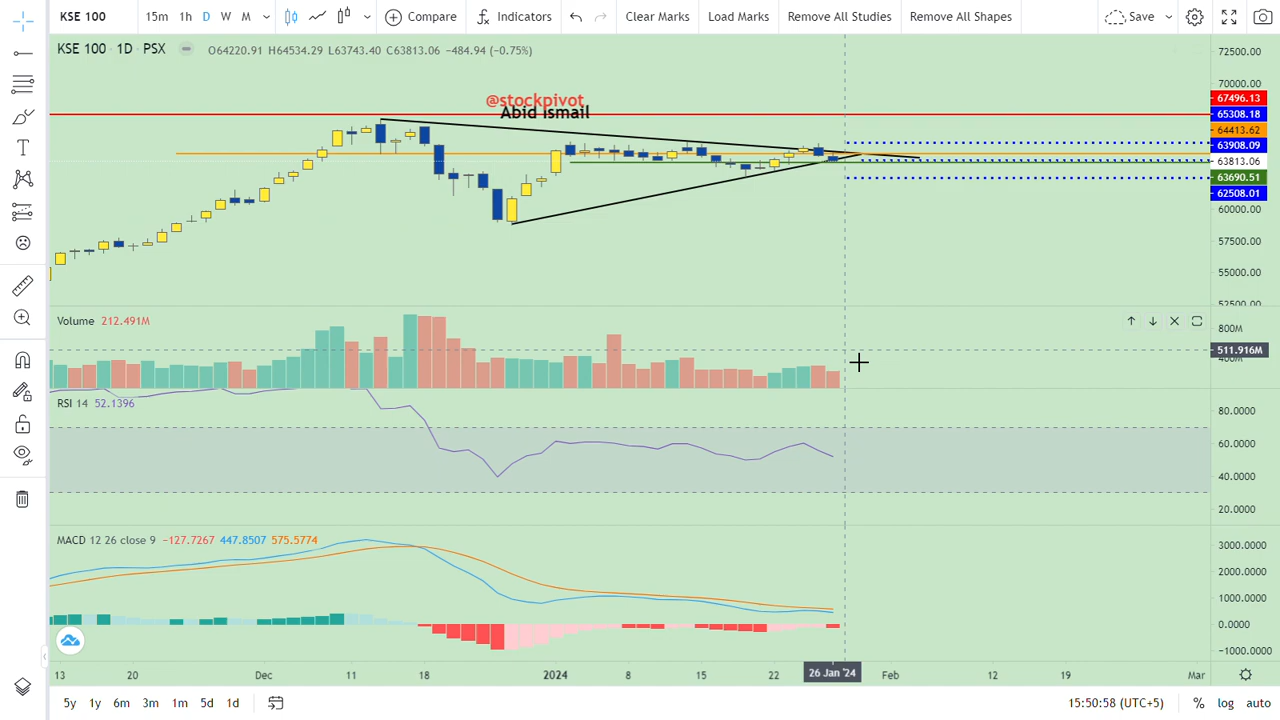 KSE 100 15m 1h D W M Compare Indicators Clear Marks Load Marks Remove All Studies Remove All Shapes Save
KSE 100 · 1D · PSX O64220.91 H64534.29 L63743.40 C63813.06 −484.94 (−0.75%)
72500.00
70000.00
67496.13
@stockpivot
Abid ismail
65308.18
64413.62
63908.09
63813.06
63690.51
62508.01
60000.00
57500.00
55000.00
52500.00
Volume 212.491M
800M
511.916M
400M
RSI 14 52.1396
80.0000
60.0000
40.0000
20.0000
MACD 12 26 close 9 −127.7267 447.8507 575.5774
3000.0000
2000.0000
1000.0000
0.0000
−1000.0000
13 20 Dec 11 18 2024 8 15 22 26 Jan '24 Feb 12 19 Mar
5y 1y 6m 3m 1m 5d 1d 15:50:58 (UTC+5) % log auto